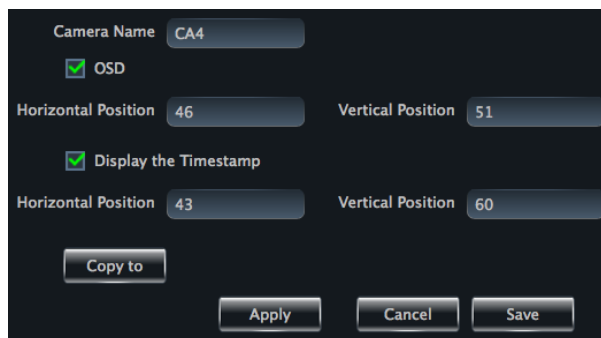 Camera Name CA4
OSD
Horizontal Position 46 Vertical Position 51
Display the Timestamp
Horizontal Position 43 Vertical Position 60
Copy to
Apply Cancel Save